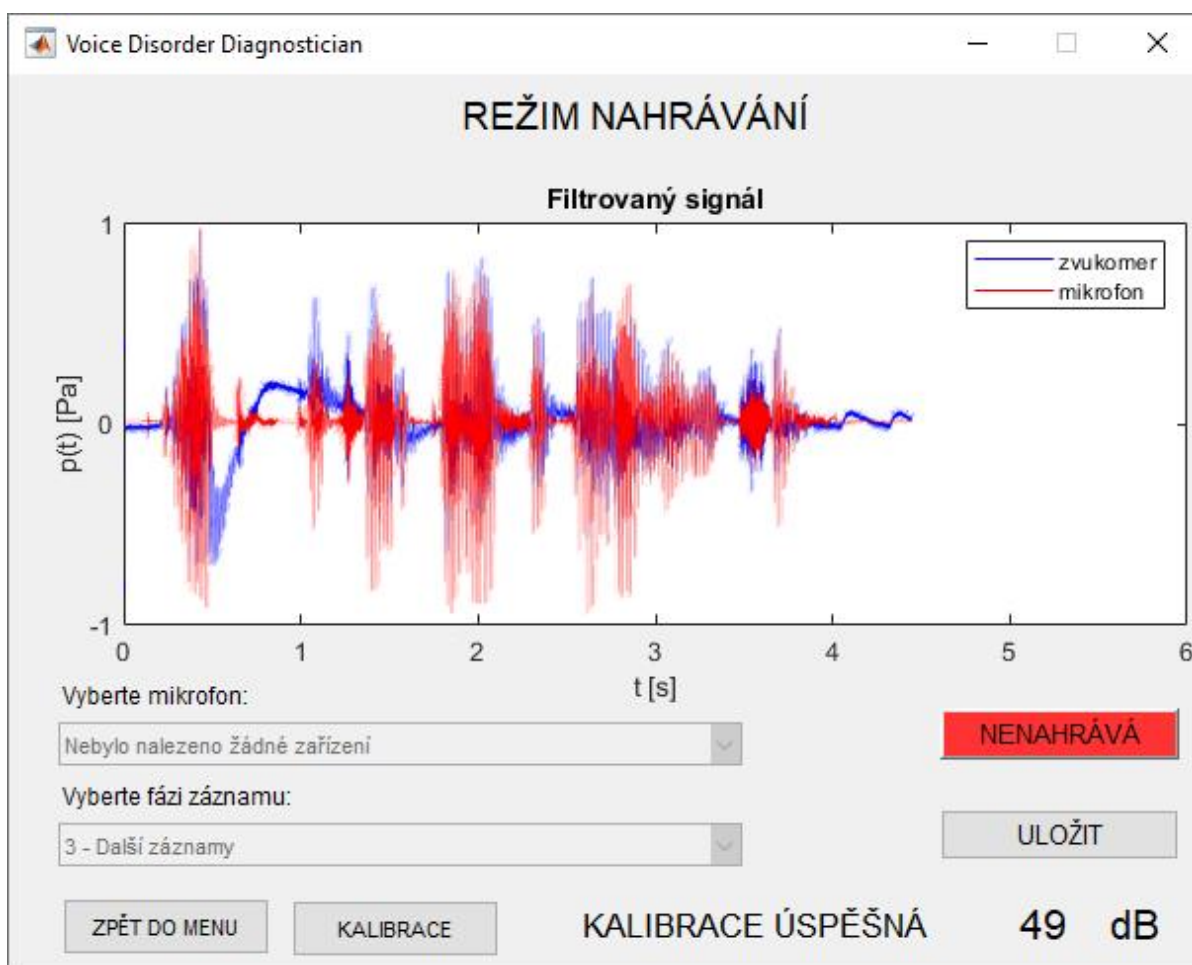 Voice Disorder Diagnostician
REŽIM NAHRÁVÁNÍ
Filtrovaný signál
1
zvukomer
mikrofon
p(t) [Pa]
0
-1
0 1 2 3 4 5 6
t [s]
Vyberte mikrofon:
Nebylo nalezeno žádné zařízení
NENAHRÁVÁ
Vyberte fázi záznamu:
3 - Další záznamy
ULOŽIT
ZPĚT DO MENU
KALIBRACE
KALIBRACE ÚSPĚŠNÁ
49 dB